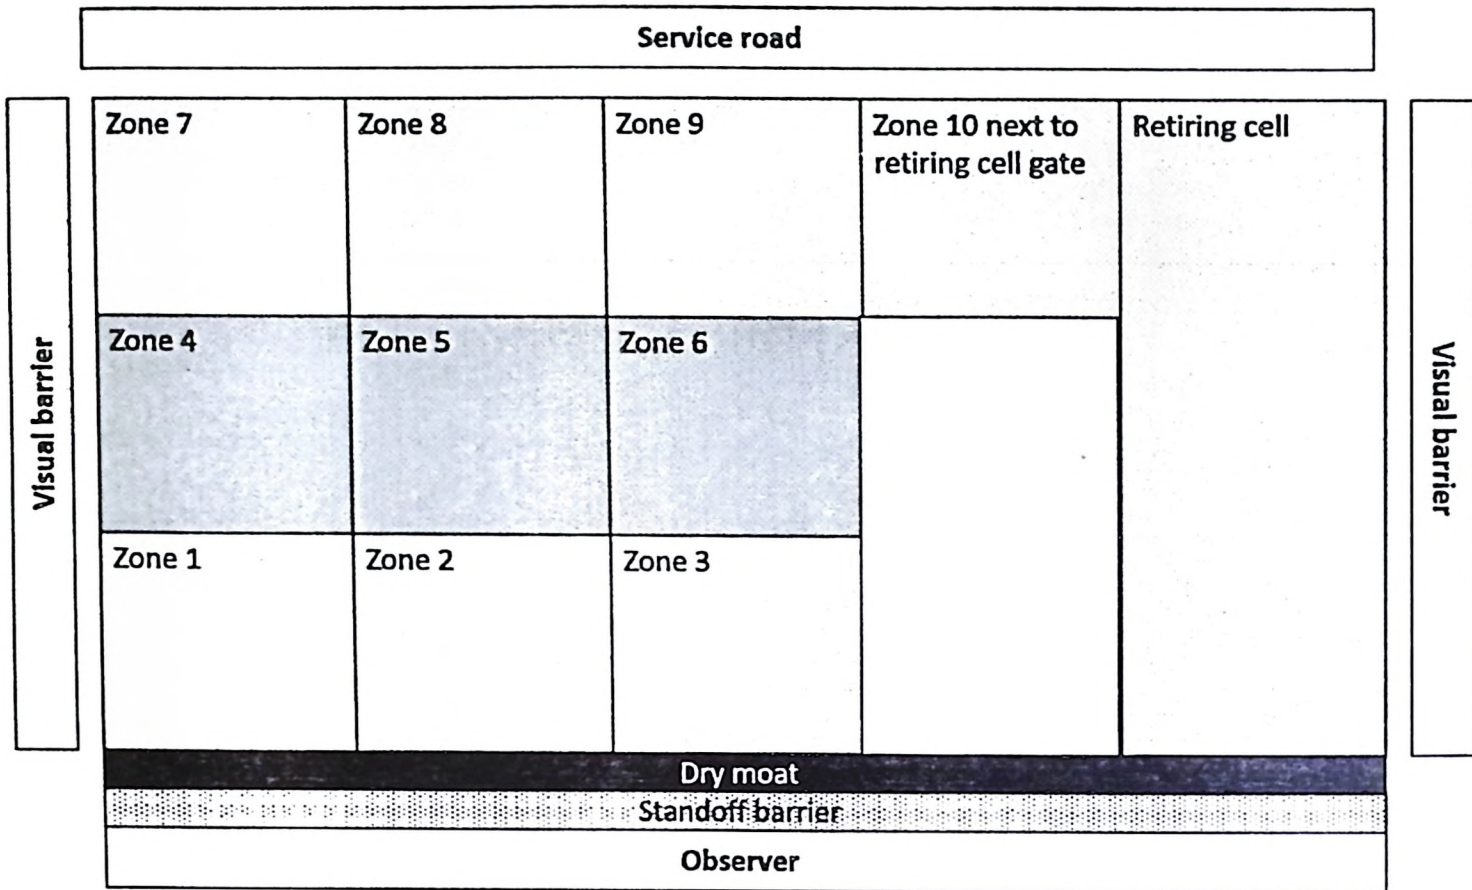 Service road
Visual barrier
Zone 7
Zone 8
Zone 9
Zone 10 next to
retiring cell gate
Retiring cell
Visual barrier
Zone 4
Zone 5
Zone 6
Zone 1
Zone 2
Zone 3
Dry moat
Standoff barrier
Observer